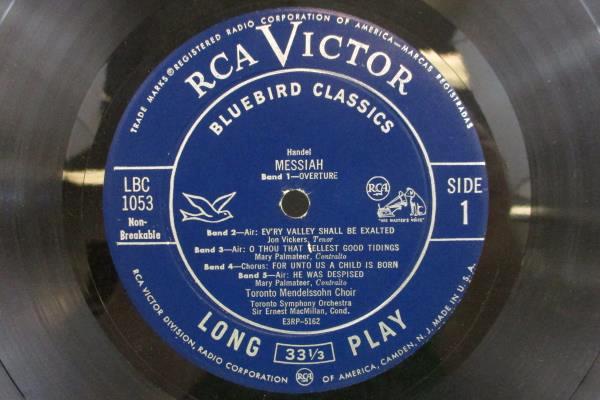 TRADE MARKS ® REGISTERED RADIO CORPORATION OF AMERICA—MARCAS REGISTRADAS
RCA VICTOR
BLUEBIRD CLASSICS
Handel
MESSIAH
Band 1—OVERTURE
LBC
1053
Non-
Breakable
RCA
"HIS MASTER'S VOICE"
SIDE
1
Band 2—Air: EV'RY VALLEY SHALL BE EXALTED
Jon Vickers, Tenor
Band 3—Air: O THOU THAT TELLEST GOOD TIDINGS
Mary Palmateer, Contralto
Band 4—Chorus: FOR UNTO US A CHILD IS BORN
Band 5—Air: HE WAS DESPISED
Mary Palmateer, Contralto
Toronto Mendelssohn Choir
Toronto Symphony Orchestra
Sir Ernest MacMillan, Cond.
E3RP-5162
LONG 33 1/3 PLAY
RCA VICTOR DIVISION, RADIO CORPORATION RCA OF AMERICA, CAMDEN, N. J. MADE IN U. S. A.